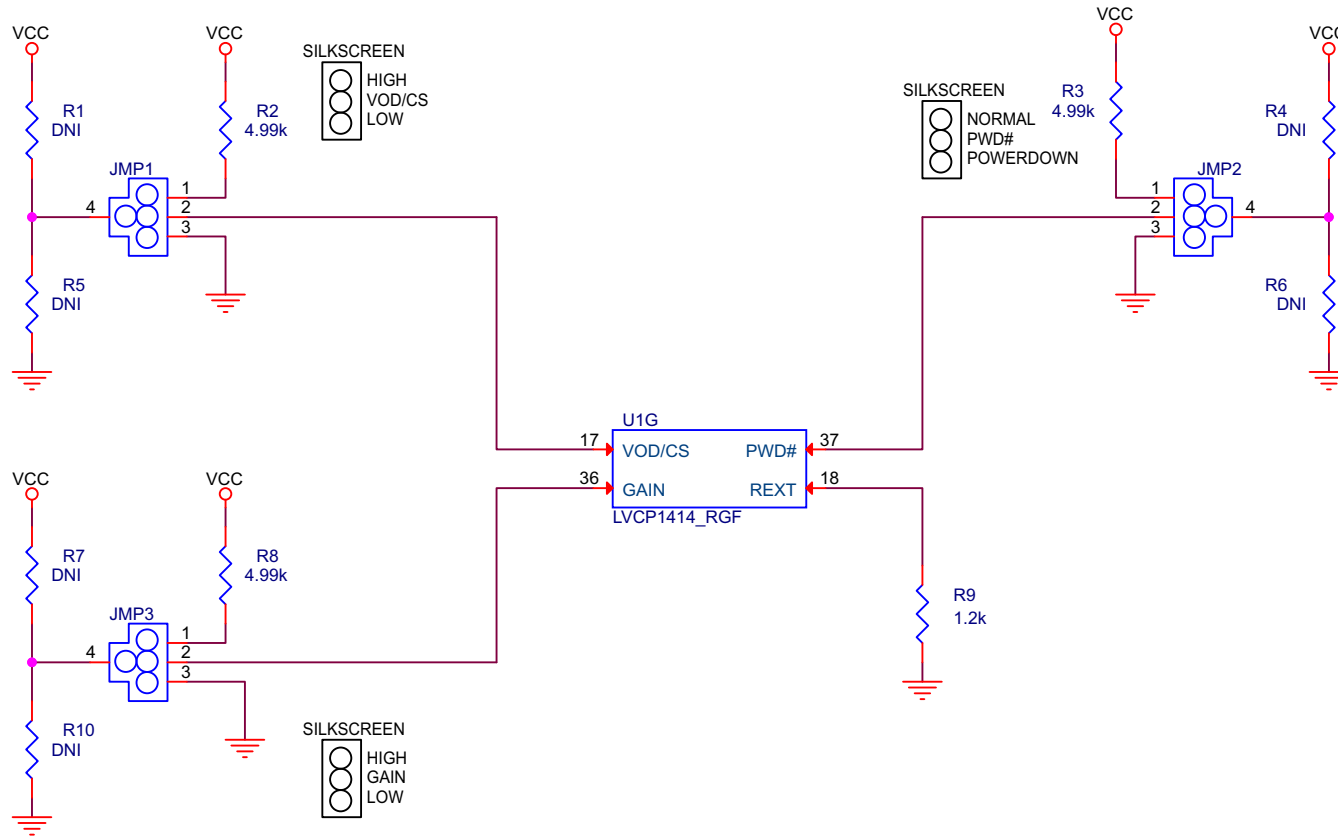 VCC
VCC
SILKSCREEN
HIGH
VOD/CS
LOW
R1
DNI
R2
4.99k
JMP1
4
1
2
3
R5
DNI
VCC
VCC
SILKSCREEN
NORMAL
PWD#
POWERDOWN
R3
4.99k
R4
DNI
JMP2
1
2
3
4
R6
DNI
U1G
17
VOD/CS
PWD#
37
36
GAIN
REXT
18
LVCP1414_RGF
VCC
VCC
R7
DNI
R8
4.99k
JMP3
4
1
2
3
R10
DNI
SILKSCREEN
HIGH
GAIN
LOW
R9
1.2k